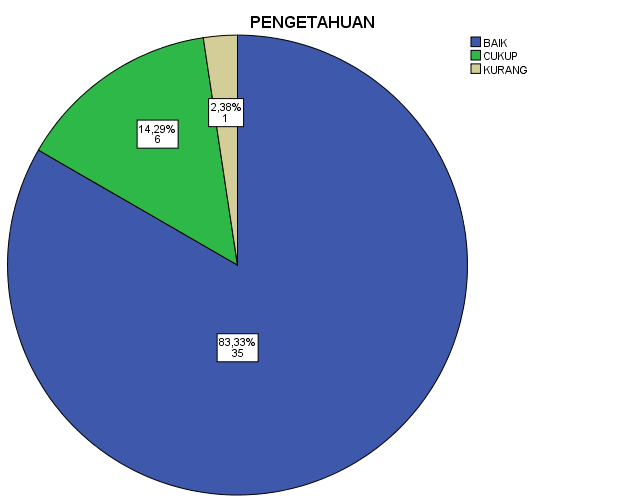 PENGETAHUAN
BAIK
CUKUP
KURANG
2,38%
1
14,29%
6
83,33%
35